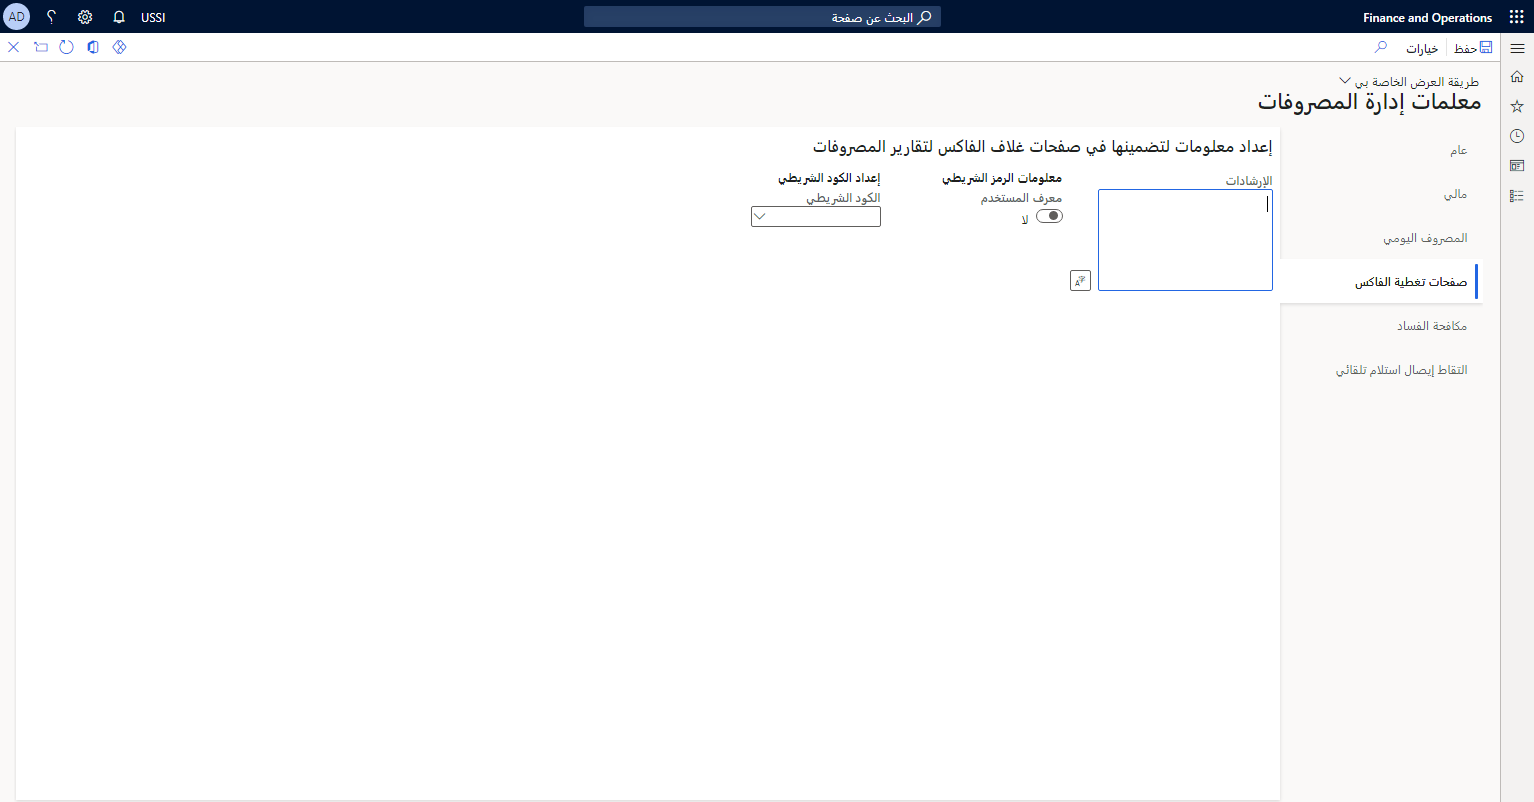 Finance and Operations
البحث عن صفحة
USSI
AD
حفظ
خيارات
طريقة العرض الخاصة بي
معلمات إدارة المصروفات
عام
مالي
المصروف اليومي
صفحات تغطية الفاكس
مكافحة الفساد
التقاط إيصال استلام تلقائي
إعداد معلومات لتضمينها في صفحات غلاف الفاكس لتقارير المصروفات
الإرشادات
معلومات الرمز الشريطي
معرف المستخدم
لا
إعداد الكود الشريطي
الكود الشريطي